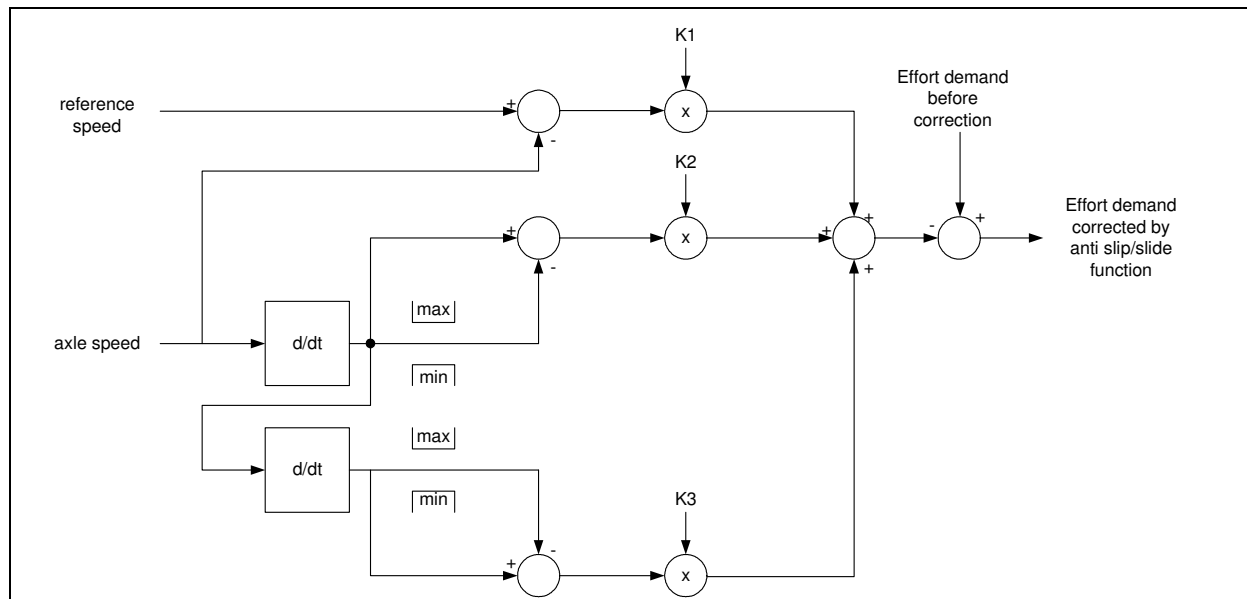 K1
reference
speed
+
-
x
Effort demand
before
correction
K2
+
-
x
+
+
+
-
+
Effort demand
corrected by
anti slip/slide
function
axle speed
d/dt
max
min
d/dt
max
min
K3
-
+
x